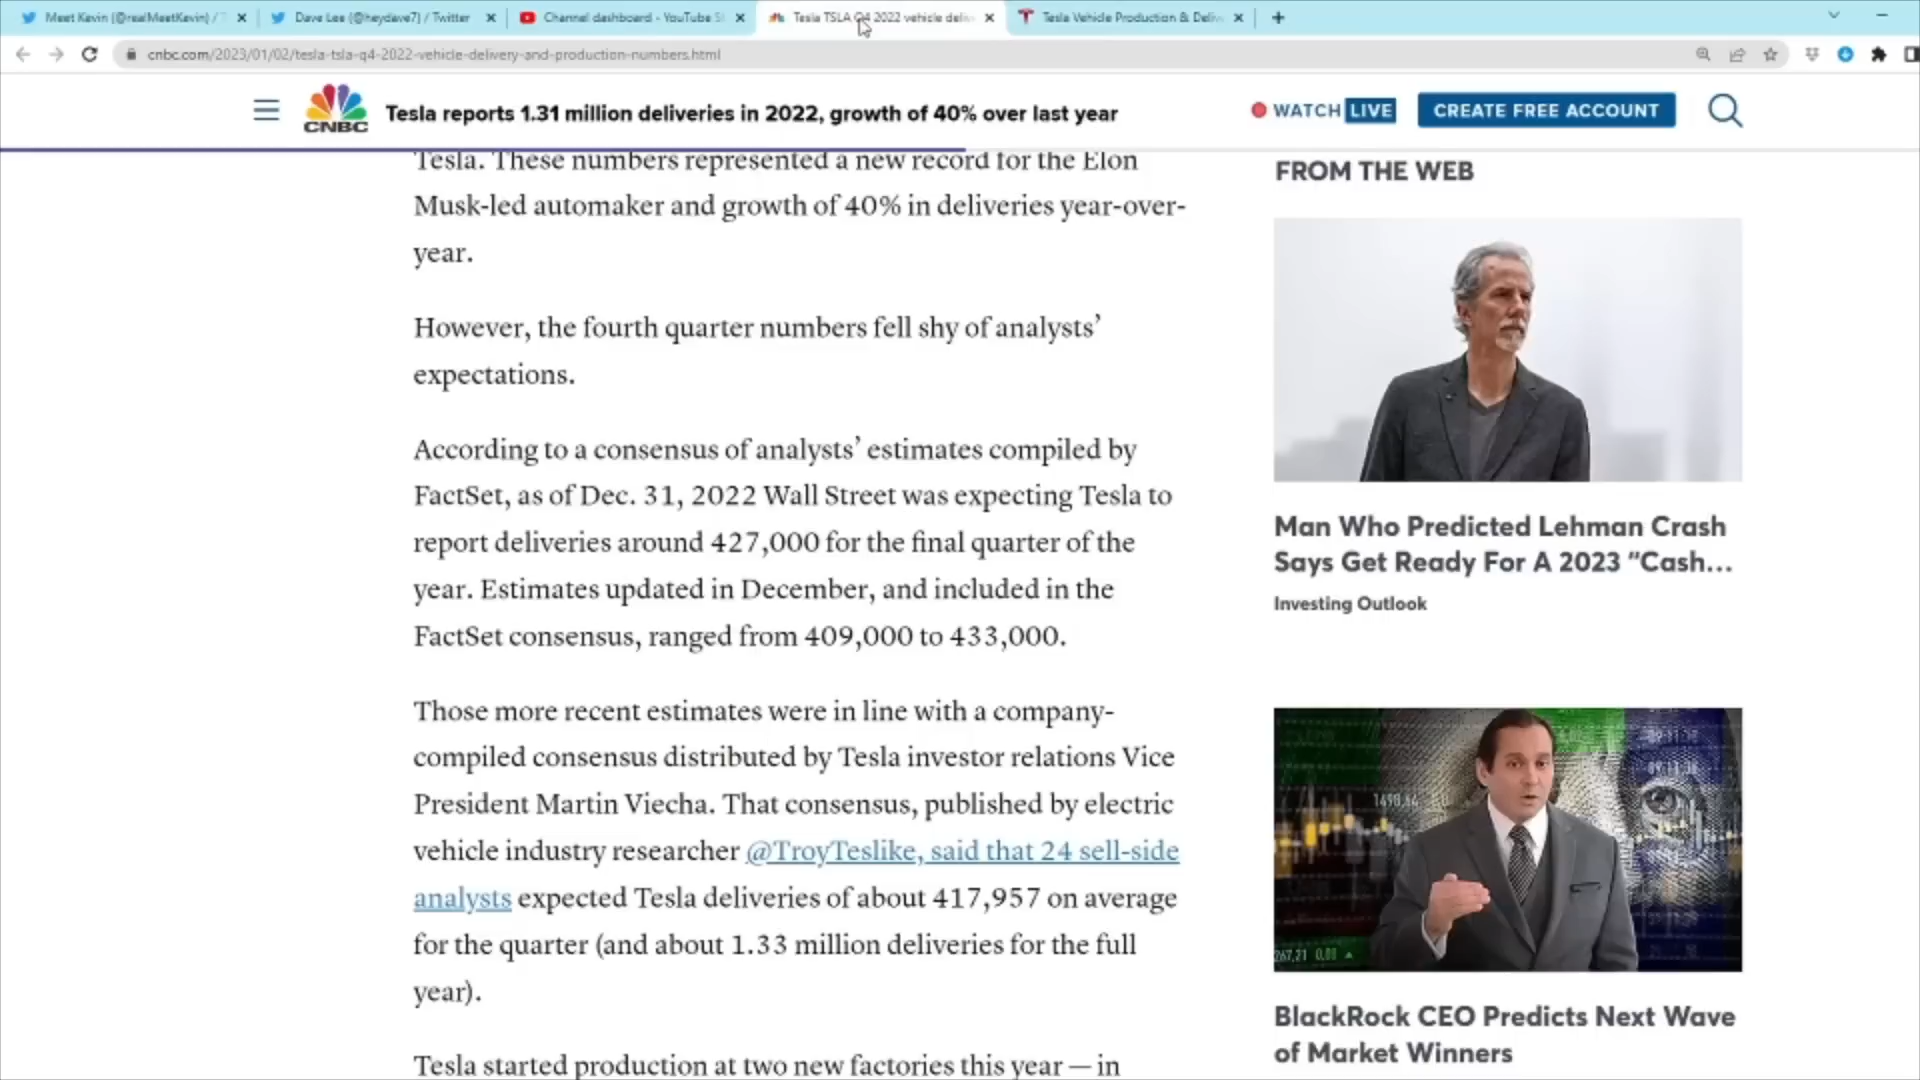 Meet Kevin (@realMeetKevin) /
Dave Lee (@heydave7) / Twitter
Channel dashboard - YouTube S
Tesla TSLA Q4 2022 vehicle deliv
Tesla Vehicle Production & Deliv
cnbc.com/2023/01/02/tesla-tsla-q4-2022-vehicle-delivery-and-production-numbers.html
CNBC
Tesla reports 1.31 million deliveries in 2022, growth of 40% over last year
WATCH LIVE
CREATE FREE ACCOUNT
Tesla. These numbers represented a new record for the Elon
Musk-led automaker and growth of 40% in deliveries year-over-
year.
However, the fourth quarter numbers fell shy of analysts’
expectations.
According to a consensus of analysts’ estimates compiled by
FactSet, as of Dec. 31, 2022 Wall Street was expecting Tesla to
report deliveries around 427,000 for the final quarter of the
year. Estimates updated in December, and included in the
FactSet consensus, ranged from 409,000 to 433,000.
Those more recent estimates were in line with a company-
compiled consensus distributed by Tesla investor relations Vice
President Martin Viecha. That consensus, published by electric
vehicle industry researcher @TroyTeslike, said that 24 sell-side
analysts expected Tesla deliveries of about 417,957 on average
for the quarter (and about 1.33 million deliveries for the full
year).
Tesla started production at two new factories this year — in
FROM THE WEB
Man Who Predicted Lehman Crash
Says Get Ready For A 2023 “Cash...
Investing Outlook
1498,64
267,21 0,00
BlackRock CEO Predicts Next Wave
of Market Winners